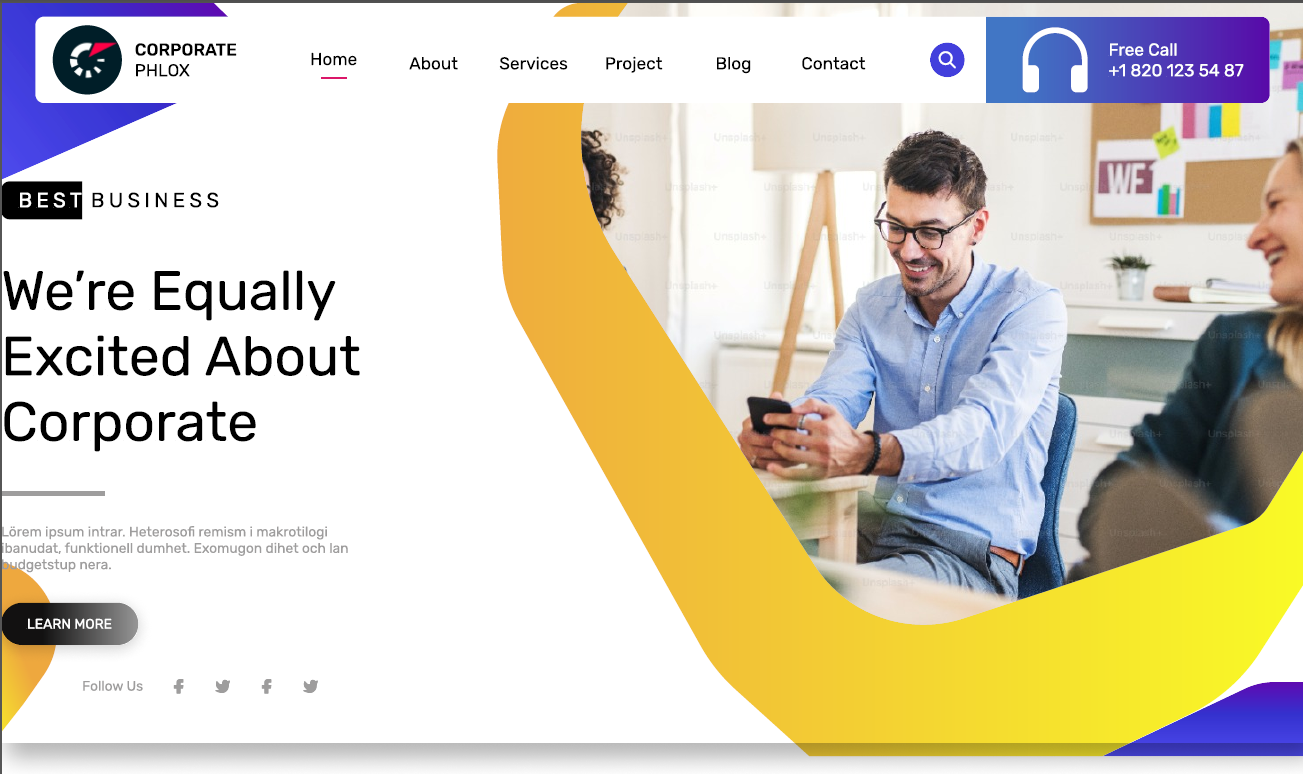 CORPORATE
PHLOX
Home
About
Services
Project
Blog
Contact
Free Call
+1 820 123 54 87
BEST BUSINESS
We’re Equally
Excited About
Corporate
Lörem ipsum intrar. Heterosofi remism i makrotilogi
ibanudat, funktionell dumhet. Exomugon dihet och lan
budgetstup nera.
LEARN MORE
Follow Us
WE
Unsplash+